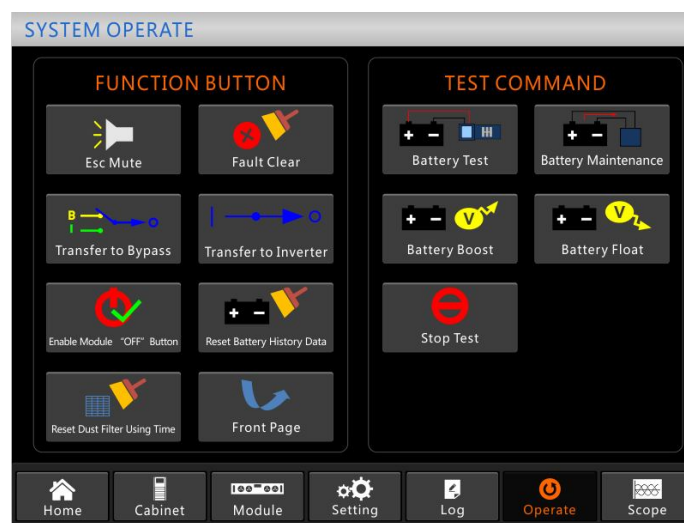 SYSTEM OPERATE
FUNCTION BUTTON
Esc Mute
Fault Clear
B
I
Transfer to Bypass
Transfer to Inverter
Enable Module “OFF” Button
Reset Battery History Data
Reset Dust Filter Using Time
Front Page
TEST COMMAND
Battery Test
Battery Maintenance
V
Battery Boost
V
Battery Float
Stop Test
Home
Cabinet
Module
Setting
Log
Operate
Scope